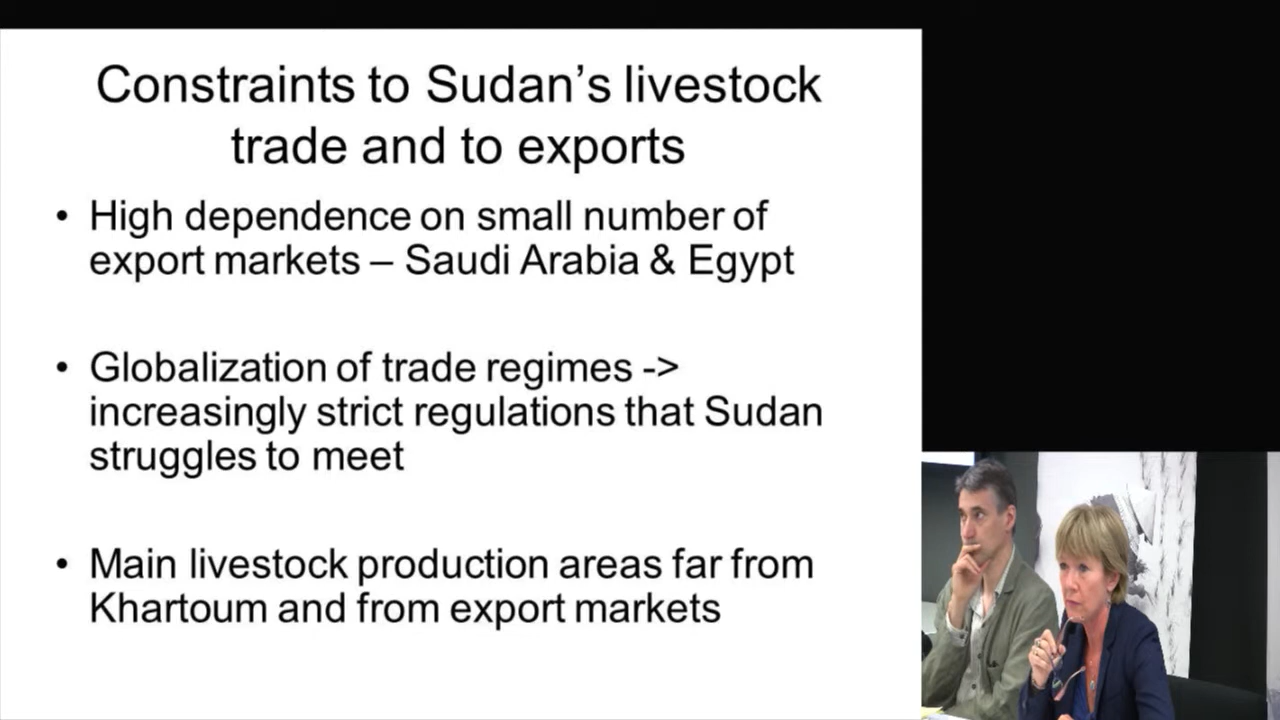 Constraints to Sudan's livestock
trade and to exports
• High dependence on small number of
export markets – Saudi Arabia & Egypt
• Globalization of trade regimes ->
increasingly strict regulations that Sudan
struggles to meet
• Main livestock production areas far from
Khartoum and from export markets